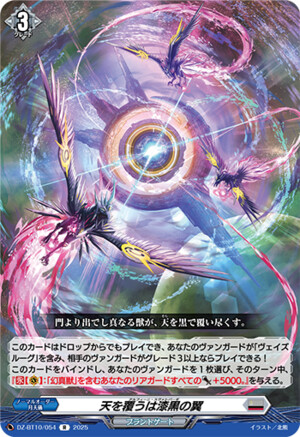 3
グレード
門より出でし真なる獣が、天を黒で覆い尽くす。
このカードはドロップからでもプレイでき、あなたのヴァンガードが「ヴェイズルーグ」を含み、相手のヴァンガードがグレード3以上ならプレイできる!
このカードをバインドし、あなたのヴァンガードを1枚選び、そのターン中、【永】【(R)】:「幻真獣」を含むあなたのリアガードすべての+5000。』を与える。
ノーマルオーダー
天を覆うは漆黒の翼
ブラントゲート
DZ-BT10/054 R 2025
イラスト/北熊